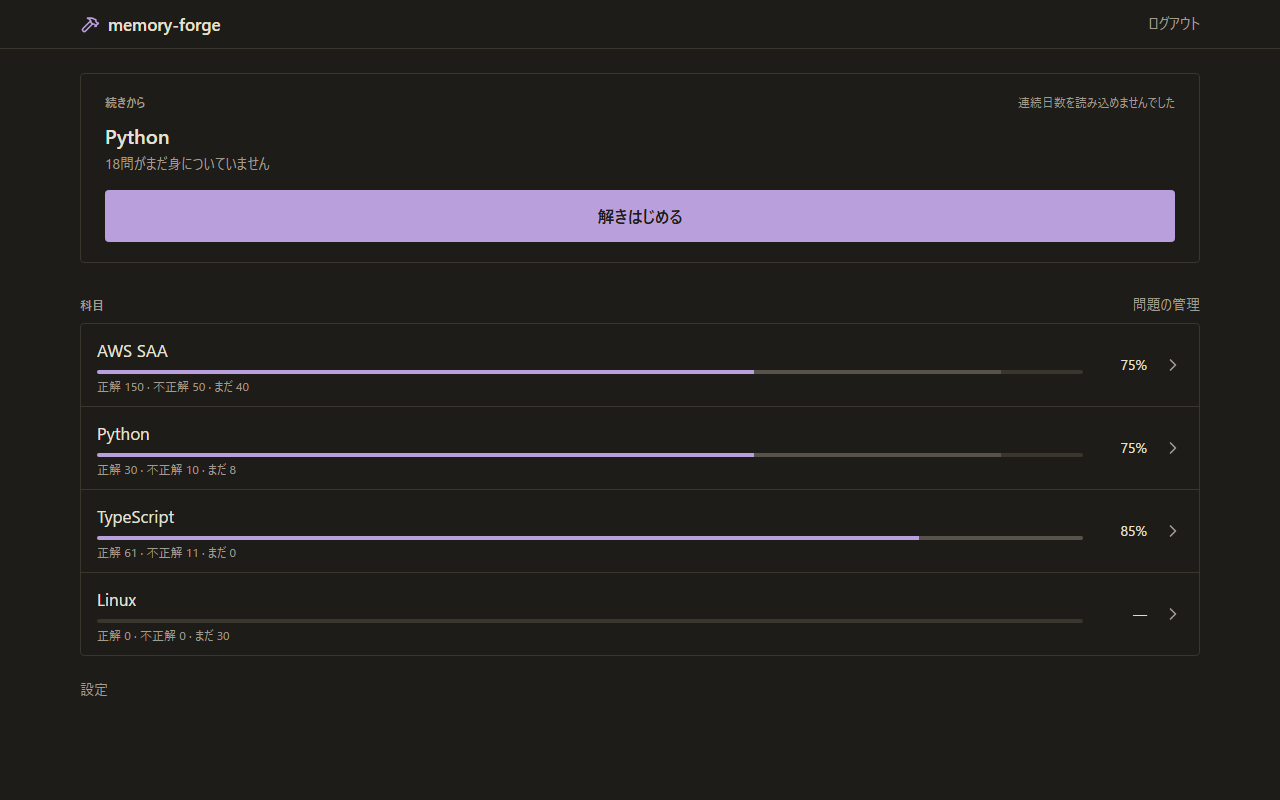 memory-forge
ログアウト
続きから
連続日数を読み込めませんでした
Python
18問がまだ身についていません
解きはじめる
科目
問題の管理
AWS SAA
75%
正解 150 · 不正解 50 · まだ 40
Python
75%
正解 30 · 不正解 10 · まだ 8
TypeScript
85%
正解 61 · 不正解 11 · まだ 0
Linux
—
正解 0 · 不正解 0 · まだ 30
設定